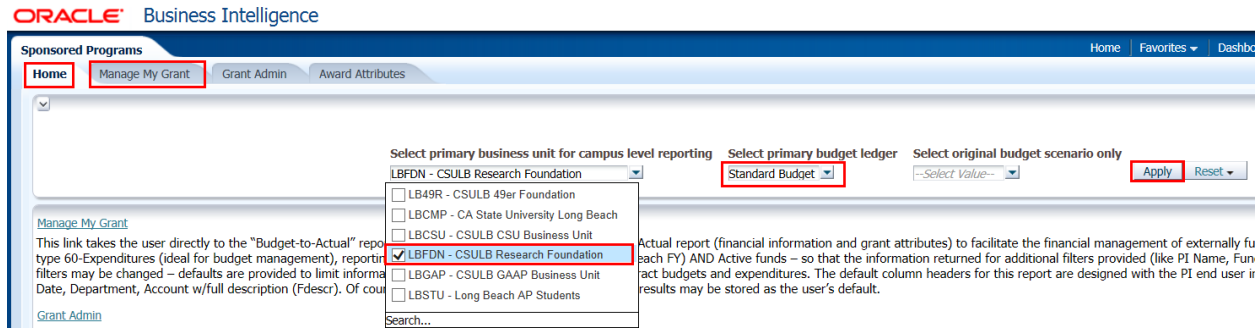 ORACLE® Business Intelligence
Sponsored Programs
Home Favorites Dashbo
Home Manage My Grant Grant Admin Award Attributes
Select primary business unit for campus level reporting Select primary budget ledger Select original budget scenario only
LBFDN - CSULB Research Foundation Standard Budget --Select Value-- Apply Reset
LB49R - CSULB 49er Foundation
LBCMP - CA State University Long Beach
LBCSU - CSULB CSU Business Unit
LBFDN - CSULB Research Foundation
LBGAP - CSULB GAAP Business Unit
LBSTU - Long Beach AP Students
Search...
Manage My Grant
This link takes the user directly to the “Budget-to-Actual” repo Actual report (financial information and grant attributes) to facilitate the financial management of externally fu
type 60-Expenditures (ideal for budget management), reportin each FY) AND Active funds – so that the information returned for additional filters provided (like PI Name, Fun
filters may be changed – defaults are provided to limit informa ract budgets and expenditures. The default column headers for this report are designed with the PI end user in
Date, Department, Account w/full description (Fdescr). Of cour results may be stored as the user’s default.
Grant Admin